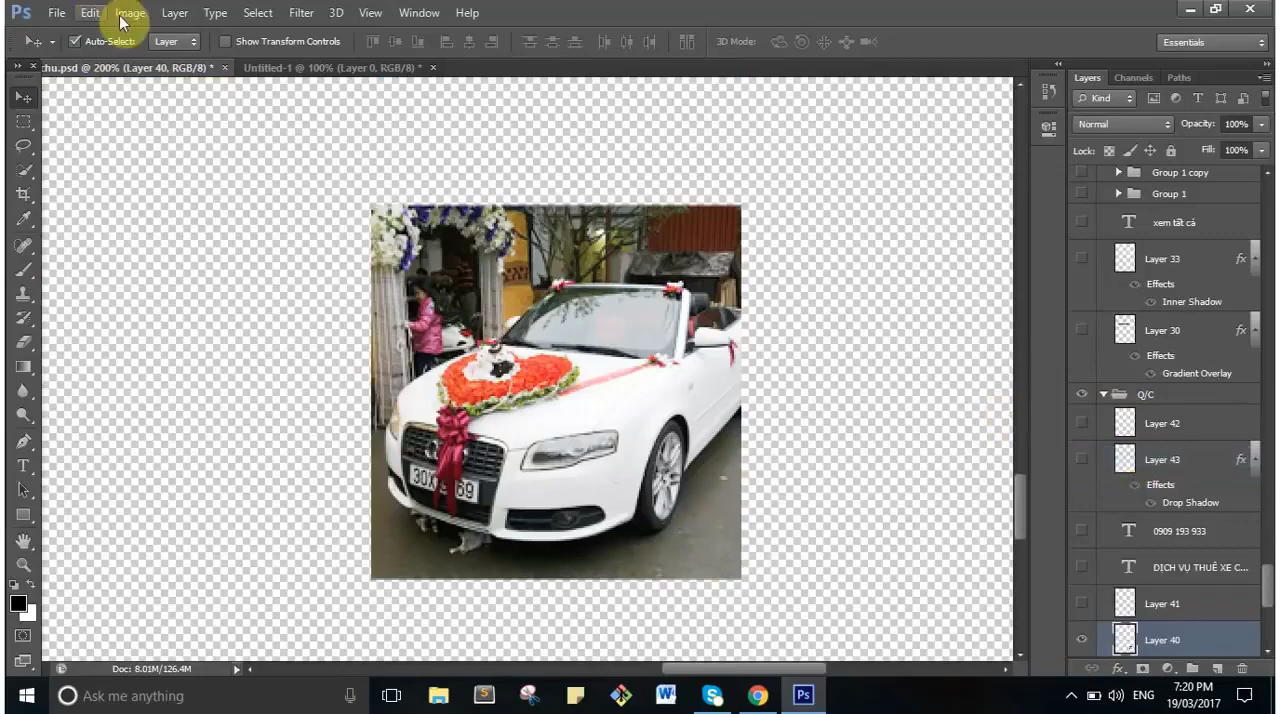 Ps File Edit Image Layer Type Select Filter 3D View Window Help
Auto-Select: Layer Show Transform Controls 3D Mode: Essentials
chu.psd @ 200% (Layer 40, RGB/8) * × Untitled-1 @ 100% (Layer 0, RGB/8) * ×
Layers Channels Paths
Kind
Normal Opacity: 100%
Lock: Fill: 100%
Group 1 copy
Group 1
T xem tất cả
Layer 33 fx
Effects
Inner Shadow
Layer 30 fx
Effects
Gradient Overlay
Q/C
Layer 42
Layer 43 fx
Effects
Drop Shadow
T 0909 193 933
T DỊCH VỤ THUÊ XE C...
Layer 41
Layer 40
Doc: 8.01M/126.4M
Ask me anything
7:20 PM
ENG
19/03/2017